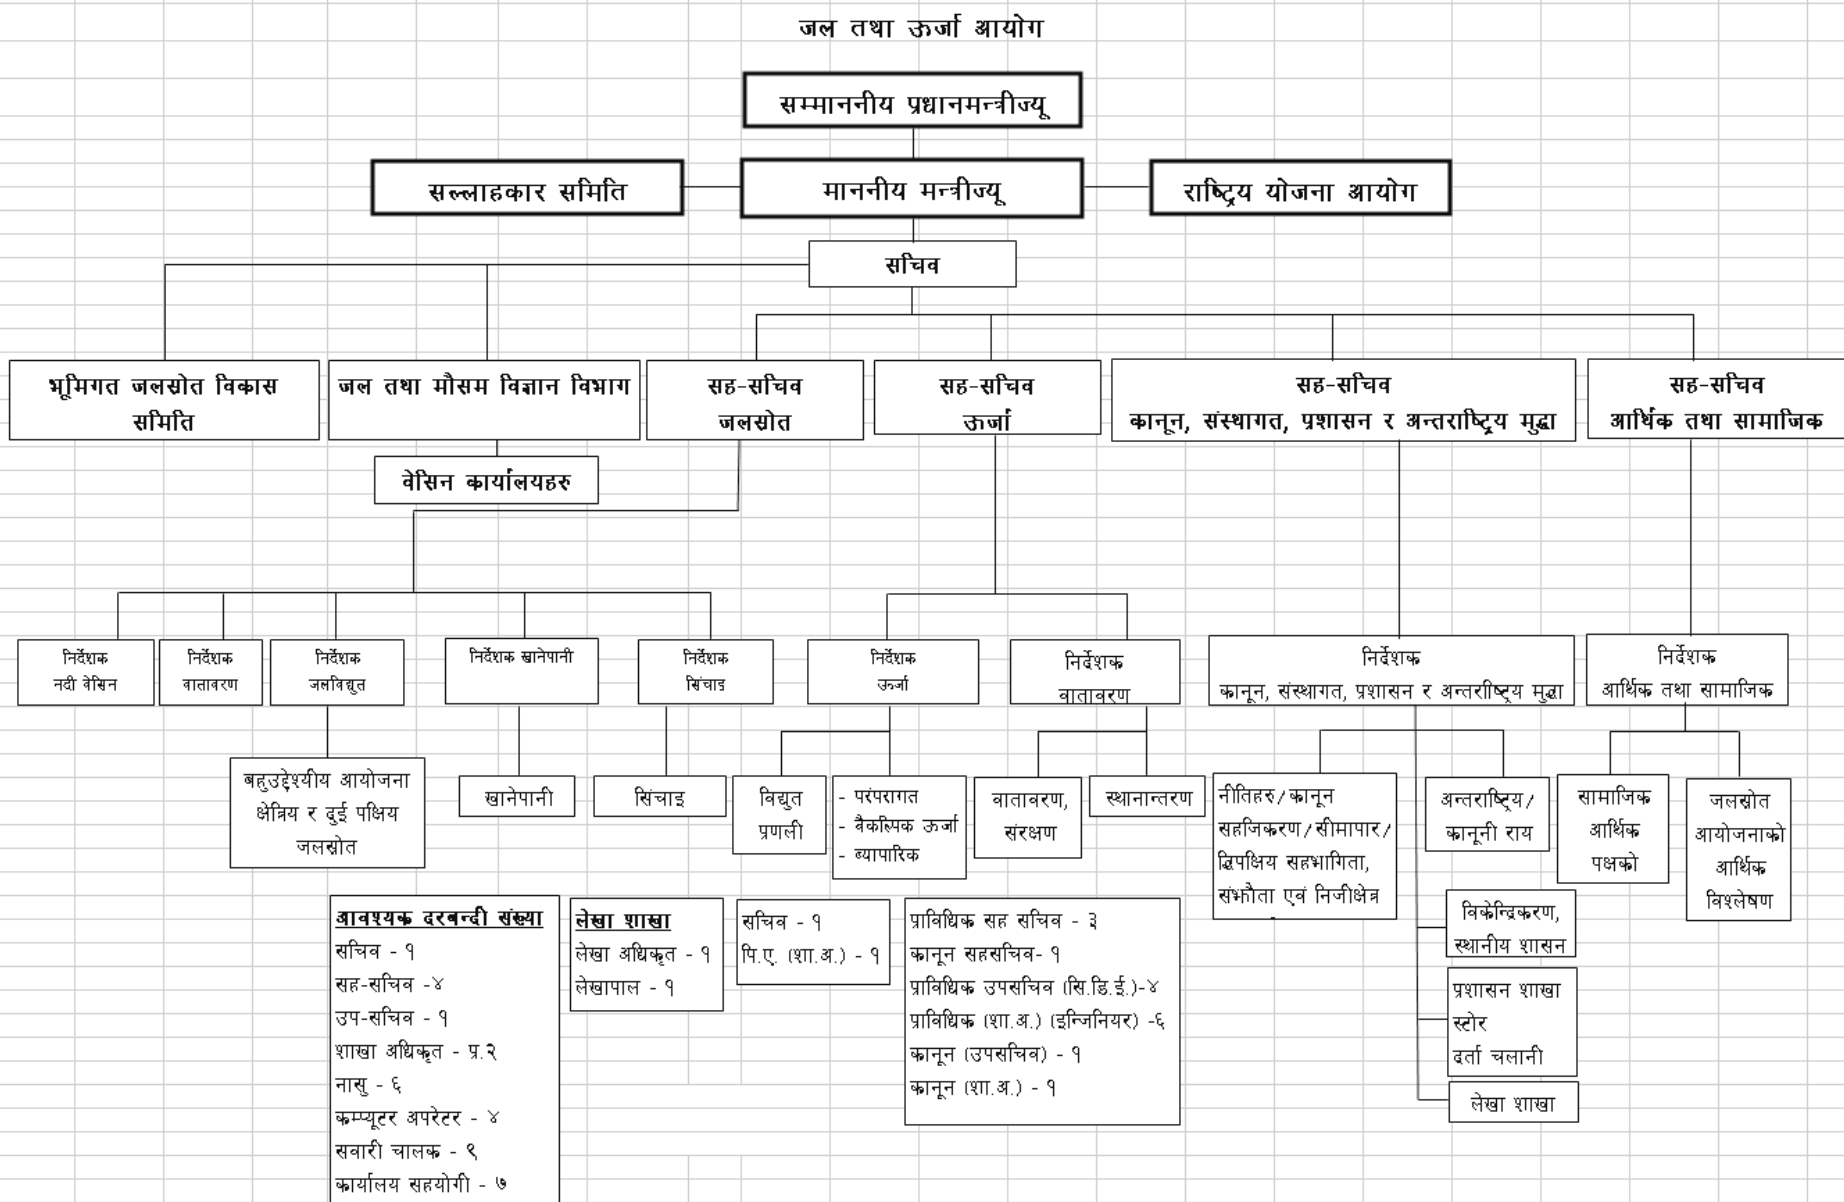 जल तथा ऊर्जा आयोग
सम्माननीय प्रधानमन्त्रीज्यू
सल्लाहकार समिति
माननीय मन्त्रीज्यू
राष्ट्रिय योजना आयोग
सचिव
भूमिगत जलस्रोत विकास
समिति
जल तथा मौसम विज्ञान विभाग
सह-सचिव
जलस्रोत
सह-सचिव
ऊर्जा
सह-सचिव
कानून, संस्थागत, प्रशासन र अन्तराष्ट्रिय मुद्धा
सह-सचिव
आर्थिक तथा सामाजिक
वेसिन कार्यालयहरु
निर्देशक
नदी वेसिन
निर्देशक
वातावरण
निर्देशक
जलविद्युत
निर्देशक खानेपानी
निर्देशक
सिंचाइ
निर्देशक
ऊर्जा
निर्देशक
वातावरण
निर्देशक
कानून, संस्थागत, प्रशासन र अन्तर्राष्ट्रिय मुद्धा
निर्देशक
आर्थिक तथा सामाजिक
बहुउद्देश्यीय आयोजना
क्षेत्रिय र दुई पक्षिय
जलस्रोत
खानेपानी
सिंचाइ
विद्युत
प्रणली
- परंपरागत
- वैकल्पिक ऊर्जा
- ब्यापारिक
वातावरण,
संरक्षण
स्थानान्तरण
नीतिहरु/कानून
सहजिकरण/सीमापार/
द्विपक्षिय सहभागिता,
संझौता एवं निजीक्षेत्र
अन्तराष्ट्रिय/
कानूनी राय
सामाजिक
आर्थिक
पक्षको
जलस्रोत
आयोजनाको
आर्थिक
विश्लेषण
विकेन्द्रिकरण,
स्थानीय शासन
प्रशासन शाखा
स्टोर
दर्ता चलानी
लेखा शाखा
आवश्यक दरबन्दी संख्या
सचिव - १
सह-सचिव -४
उप-सचिव - १
शाखा अधिकृत - प्र.२
नासु - ६
कम्प्यूटर अपरेटर - ४
सवारी चालक - ९
कार्यालय सहयोगी - ७
लेखा शाखा
लेखा अधिकृत - १
लेखापाल - १
सचिव - १
पि.ए. (शा.अ.) - १
प्राविधिक सह सचिव - ३
कानून सहसचिव- १
प्राविधिक उपसचिव (सि.डि.ई.)-४
प्राविधिक (शा.अ.) (इन्जिनियर) -६
कानून (उपसचिव) - १
कानून (शा.अ.) - १